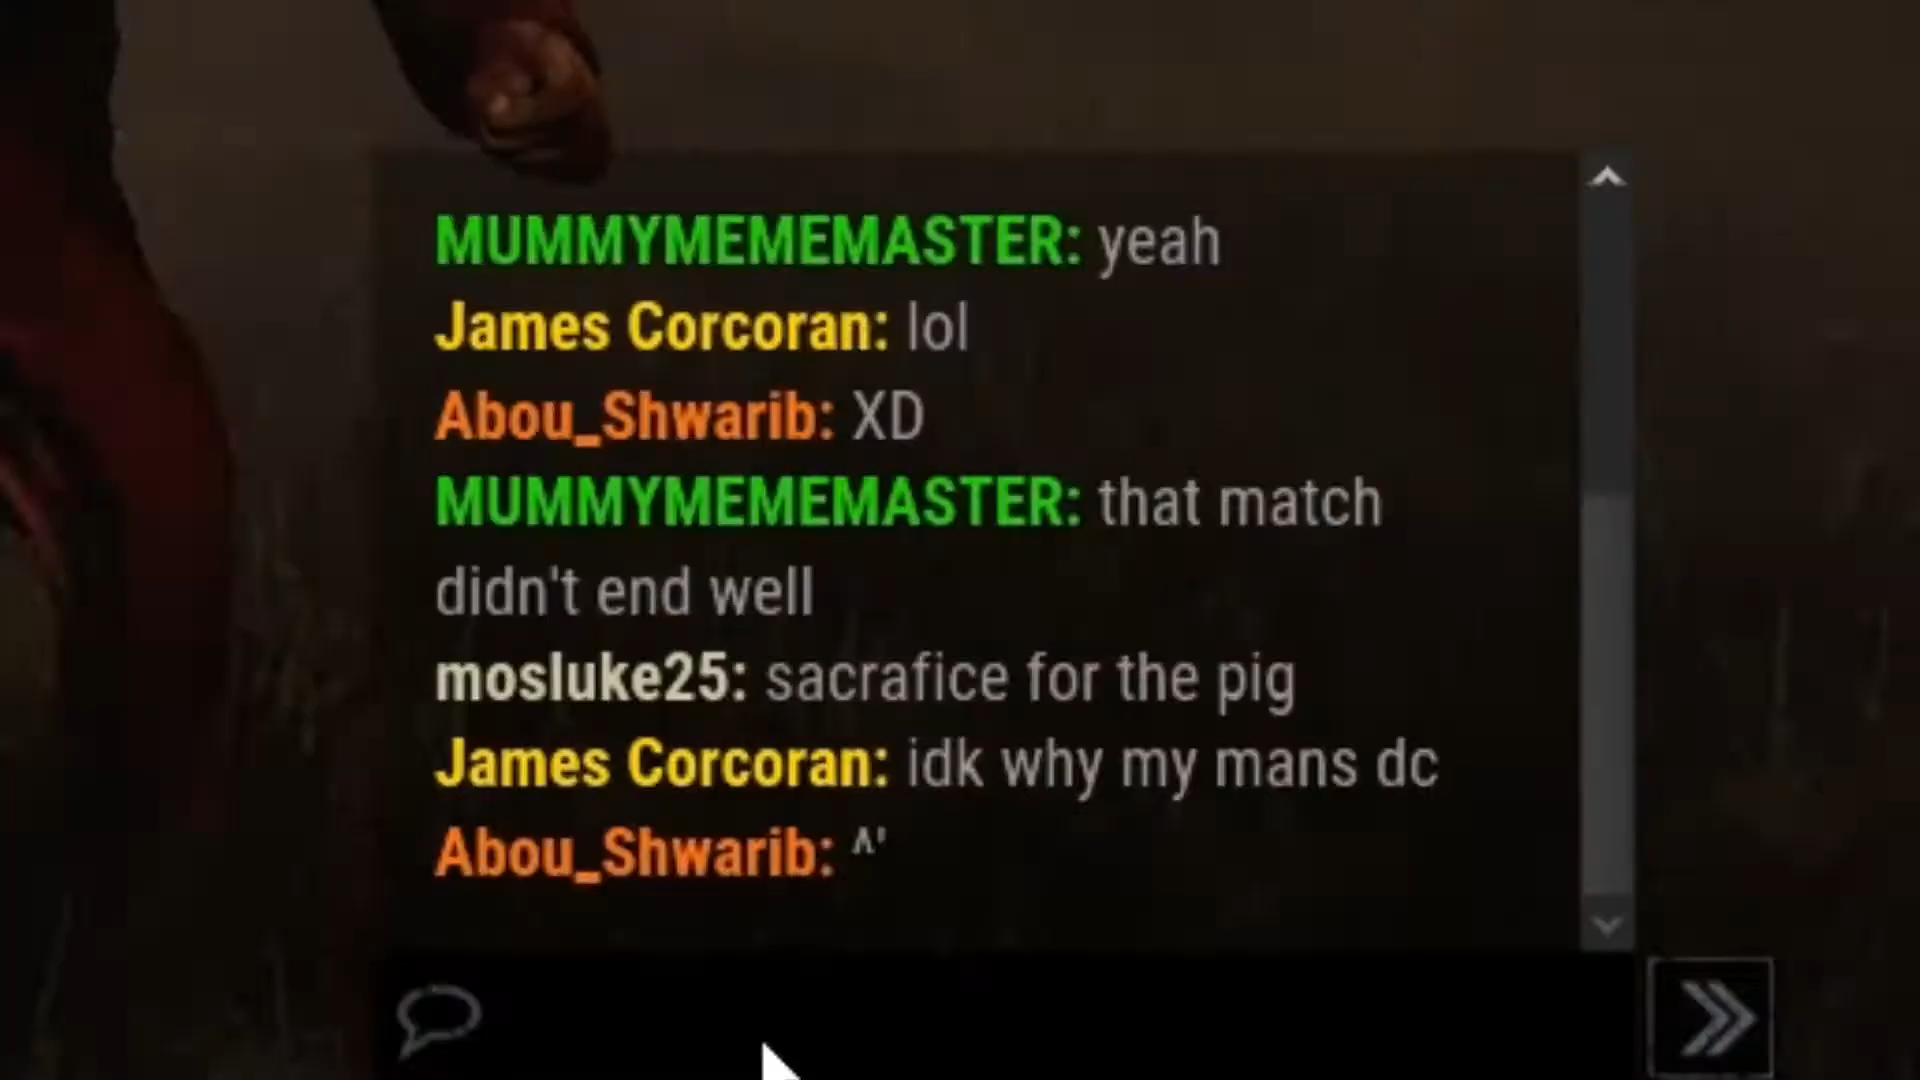 MUMMYMEMEMASTER: yeah
James Corcoran: lol
Abou_Shwarib: XD
MUMMYMEMEMASTER: that match
didn't end well
mosluke25: sacrafice for the pig
James Corcoran: idk why my mans dc
Abou_Shwarib: ^'